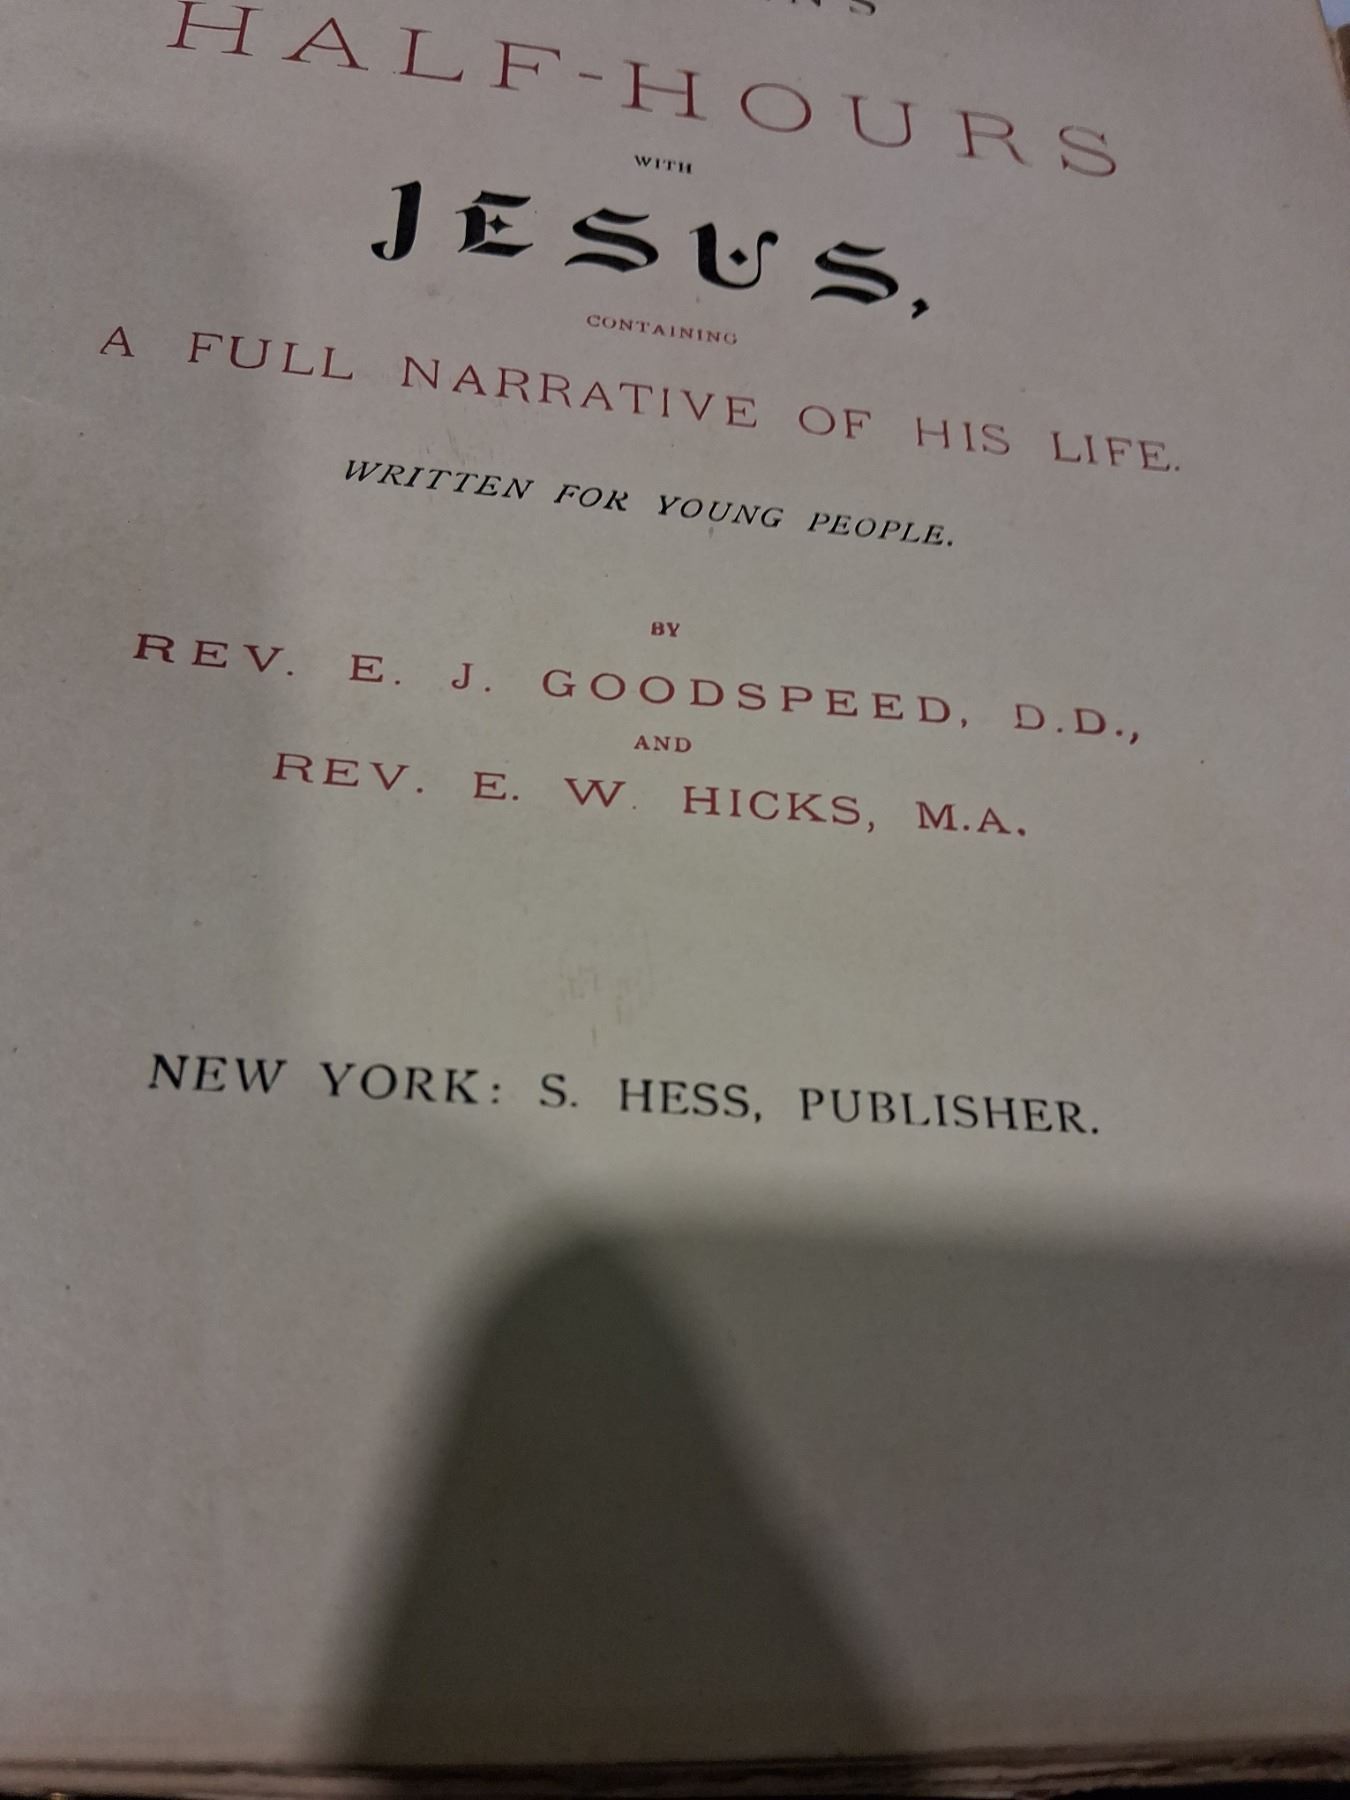 HALF-HOURS
WITH
JESUS,
CONTAINING
A FULL NARRATIVE OF HIS LIFE.
WRITTEN FOR YOUNG PEOPLE.
BY
REV. E. J. GOODSPEED, D.D.,
AND
REV. E. W. HICKS, M.A.
NEW YORK: S. HESS, PUBLISHER.